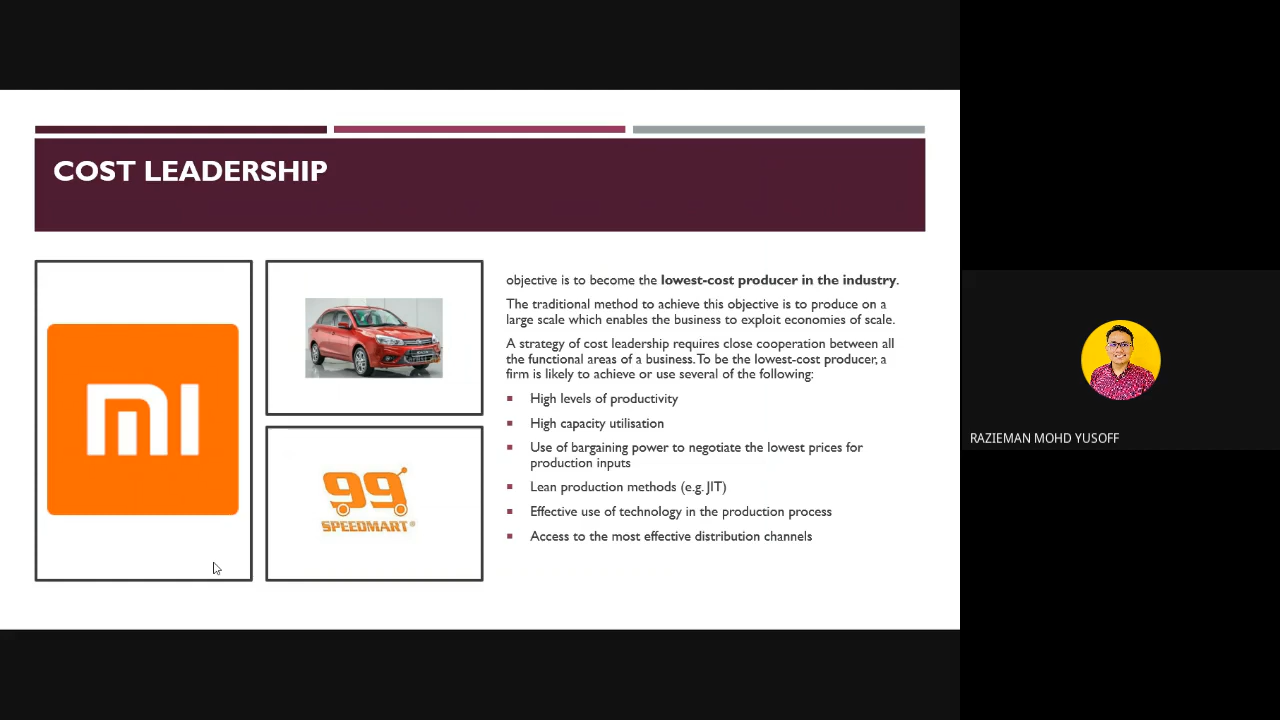 COST LEADERSHIP
mi
99
SPEEDMART®
objective is to become the lowest-cost producer in the industry.
The traditional method to achieve this objective is to produce on a
large scale which enables the business to exploit economies of scale.
A strategy of cost leadership requires close cooperation between all
the functional areas of a business. To be the lowest-cost producer, a
firm is likely to achieve or use several of the following:
▪ High levels of productivity
▪ High capacity utilisation
▪ Use of bargaining power to negotiate the lowest prices for
production inputs
▪ Lean production methods (e.g. JIT)
▪ Effective use of technology in the production process
▪ Access to the most effective distribution channels
RAZIEMAN MOHD YUSOFF